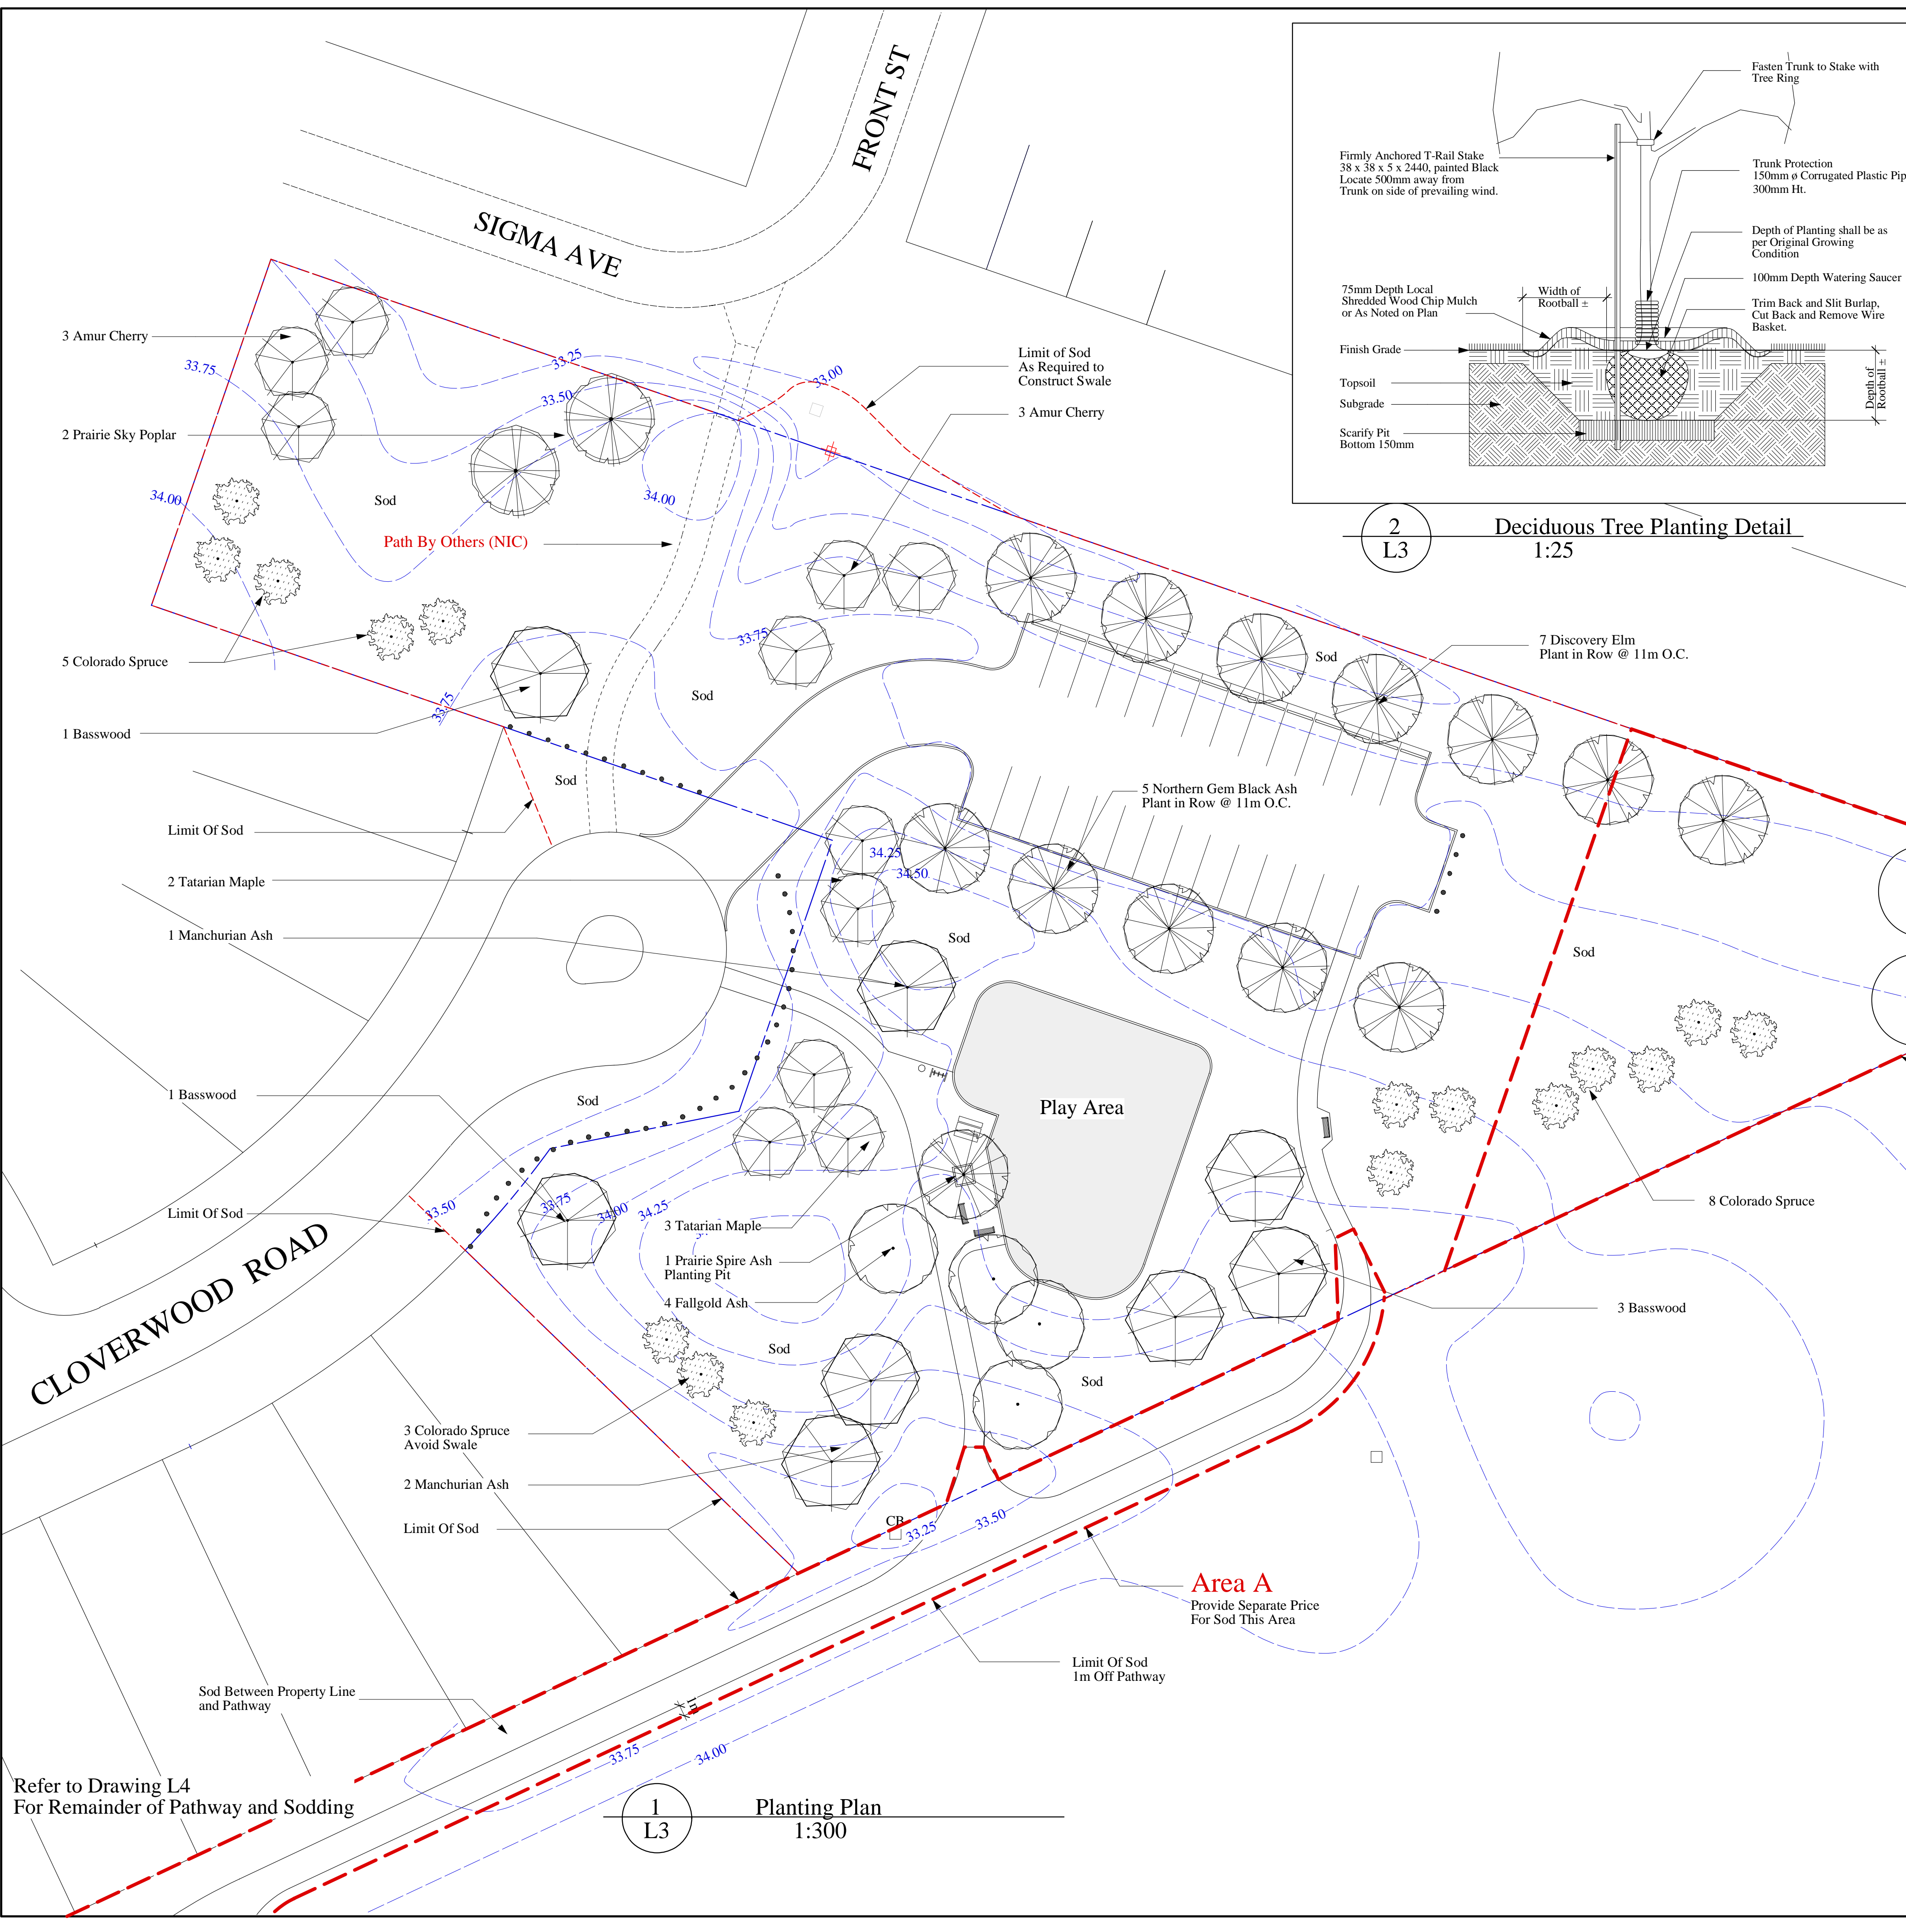 FRONT ST
SIGMA AVE
3 Amur Cherry
33.75
33.25
33.50
33.00
Limit of Sod
As Required to
Construct Swale
3 Amur Cherry
2 Prairie Sky Poplar
34.00
Sod
34.00
Path By Others (NIC)
33.75
5 Colorado Spruce
Sod
33.75
1 Basswood
Sod
7 Discovery Elm
Plant in Row @ 11m O.C.
Sod
5 Northern Gem Black Ash
Plant in Row @ 11m O.C.
Limit Of Sod
34.25
34.50
2 Tatarian Maple
1 Manchurian Ash
Sod
Sod
1 Basswood
Sod
Play Area
Limit Of Sod
33.50
33.75
34.00
34.25
3 Tatarian Maple
1 Prairie Spire Ash
Planting Pit
4 Fallgold Ash
8 Colorado Spruce
3 Basswood
CLOVERWOOD ROAD
Sod
Sod
3 Colorado Spruce
Avoid Swale
2 Manchurian Ash
Limit Of Sod
CB
33.25
33.50
Area A
Provide Separate Price
For Sod This Area
Limit Of Sod
1m Off Pathway
Sod Between Property Line
and Pathway
1m
33.75
34.00
Refer to Drawing L4
For Remainder of Pathway and Sodding
1
L3
Planting Plan
1:300
Fasten Trunk to Stake with
Tree Ring
Firmly Anchored T-Rail Stake
38 x 38 x 5 x 2440, painted Black
Locate 500mm away from
Trunk on side of prevailing wind.
Trunk Protection
150mm ø Corrugated Plastic Pip
300mm Ht.
Depth of Planting shall be as
per Original Growing
Condition
100mm Depth Watering Saucer
75mm Depth Local
Shredded Wood Chip Mulch
or As Noted on Plan
Width of
Rootball ±
Trim Back and Slit Burlap,
Cut Back and Remove Wire
Basket.
Finish Grade
Topsoil
Subgrade
Scarify Pit
Bottom 150mm
Depth of
Rootball ±
2
L3
Deciduous Tree Planting Detail
1:25